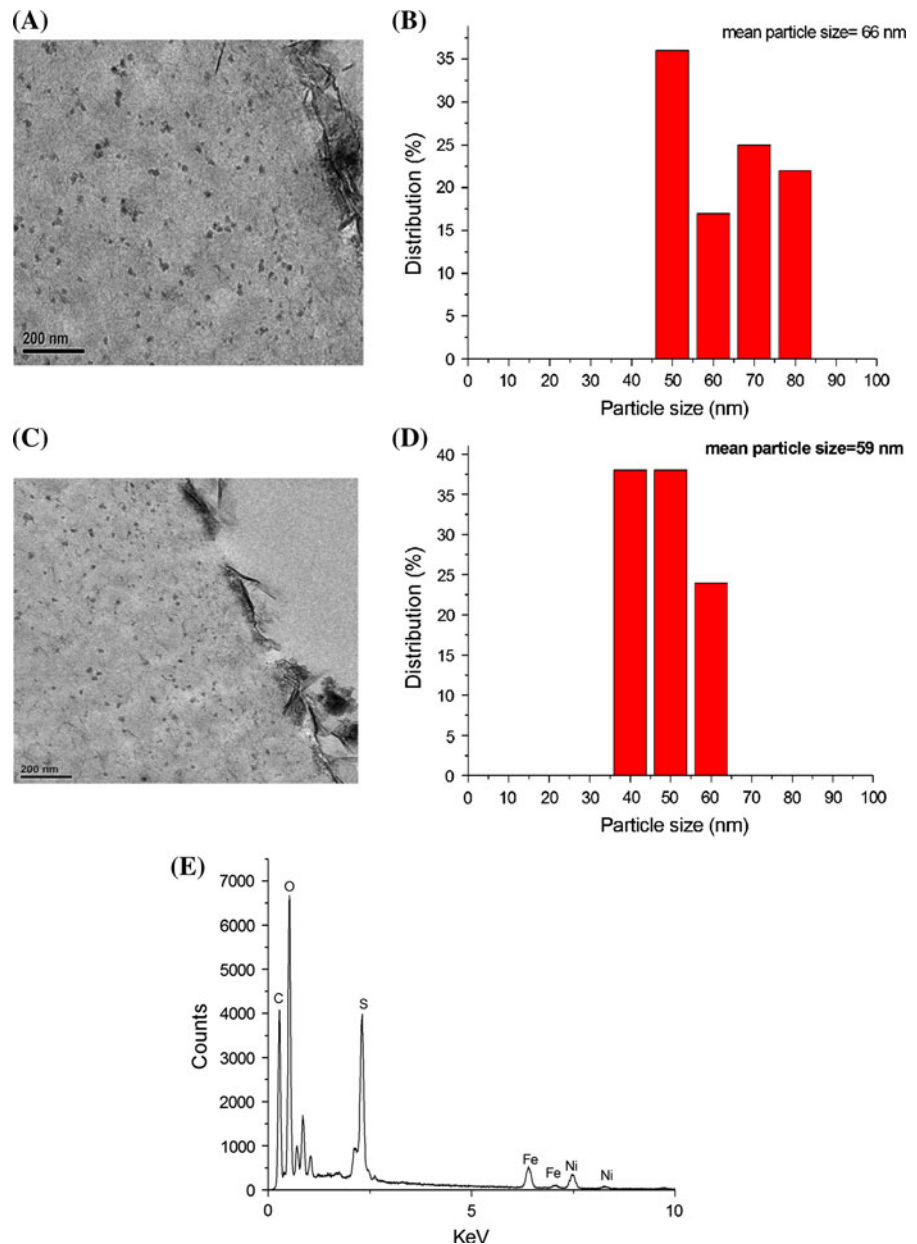 (A)
200 nm
(B)
mean particle size= 66 nm
Distribution (%)
35
30
25
20
15
10
5
0
0 10 20 30 40 50 60 70 80 90 100
Particle size (nm)
(C)
200 nm
(D)
mean particle size=59 nm
Distribution (%)
40
35
30
25
20
15
10
5
0
0 10 20 30 40 50 60 70 80 90 100
Particle size (nm)
(E)
Counts
7000
6000
5000
4000
3000
2000
1000
0
C
O
S
Fe
Fe
Ni
Ni
0 5 10
KeV